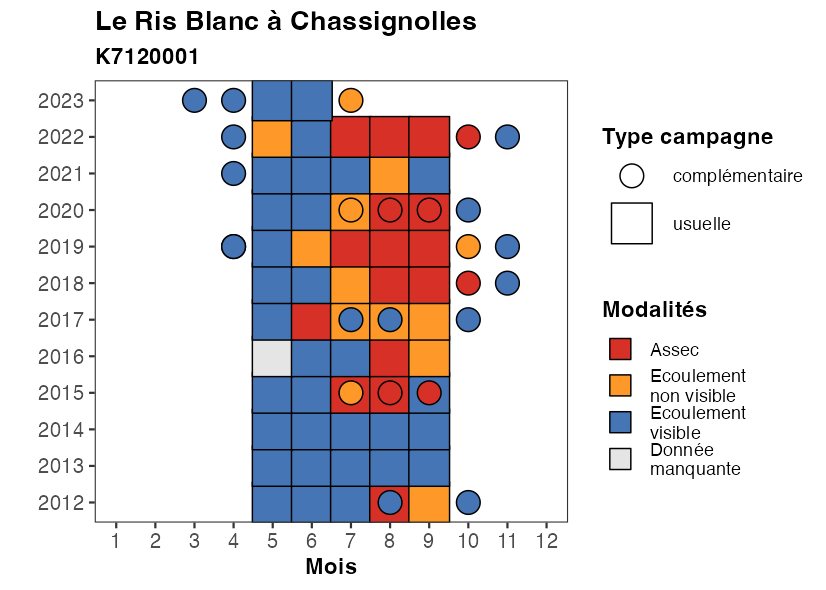 Le Ris Blanc à Chassignolles
K7120001
2023
2022
2021
2020
2019
2018
2017
2016
2015
2014
2013
2012
1 2 3 4 5 6 7 8 9 10 11 12
Mois
Type campagne
complémentaire
usuelle
Modalités
Assec
Ecoulement
non visible
Ecoulement
visible
Donnée
manquante